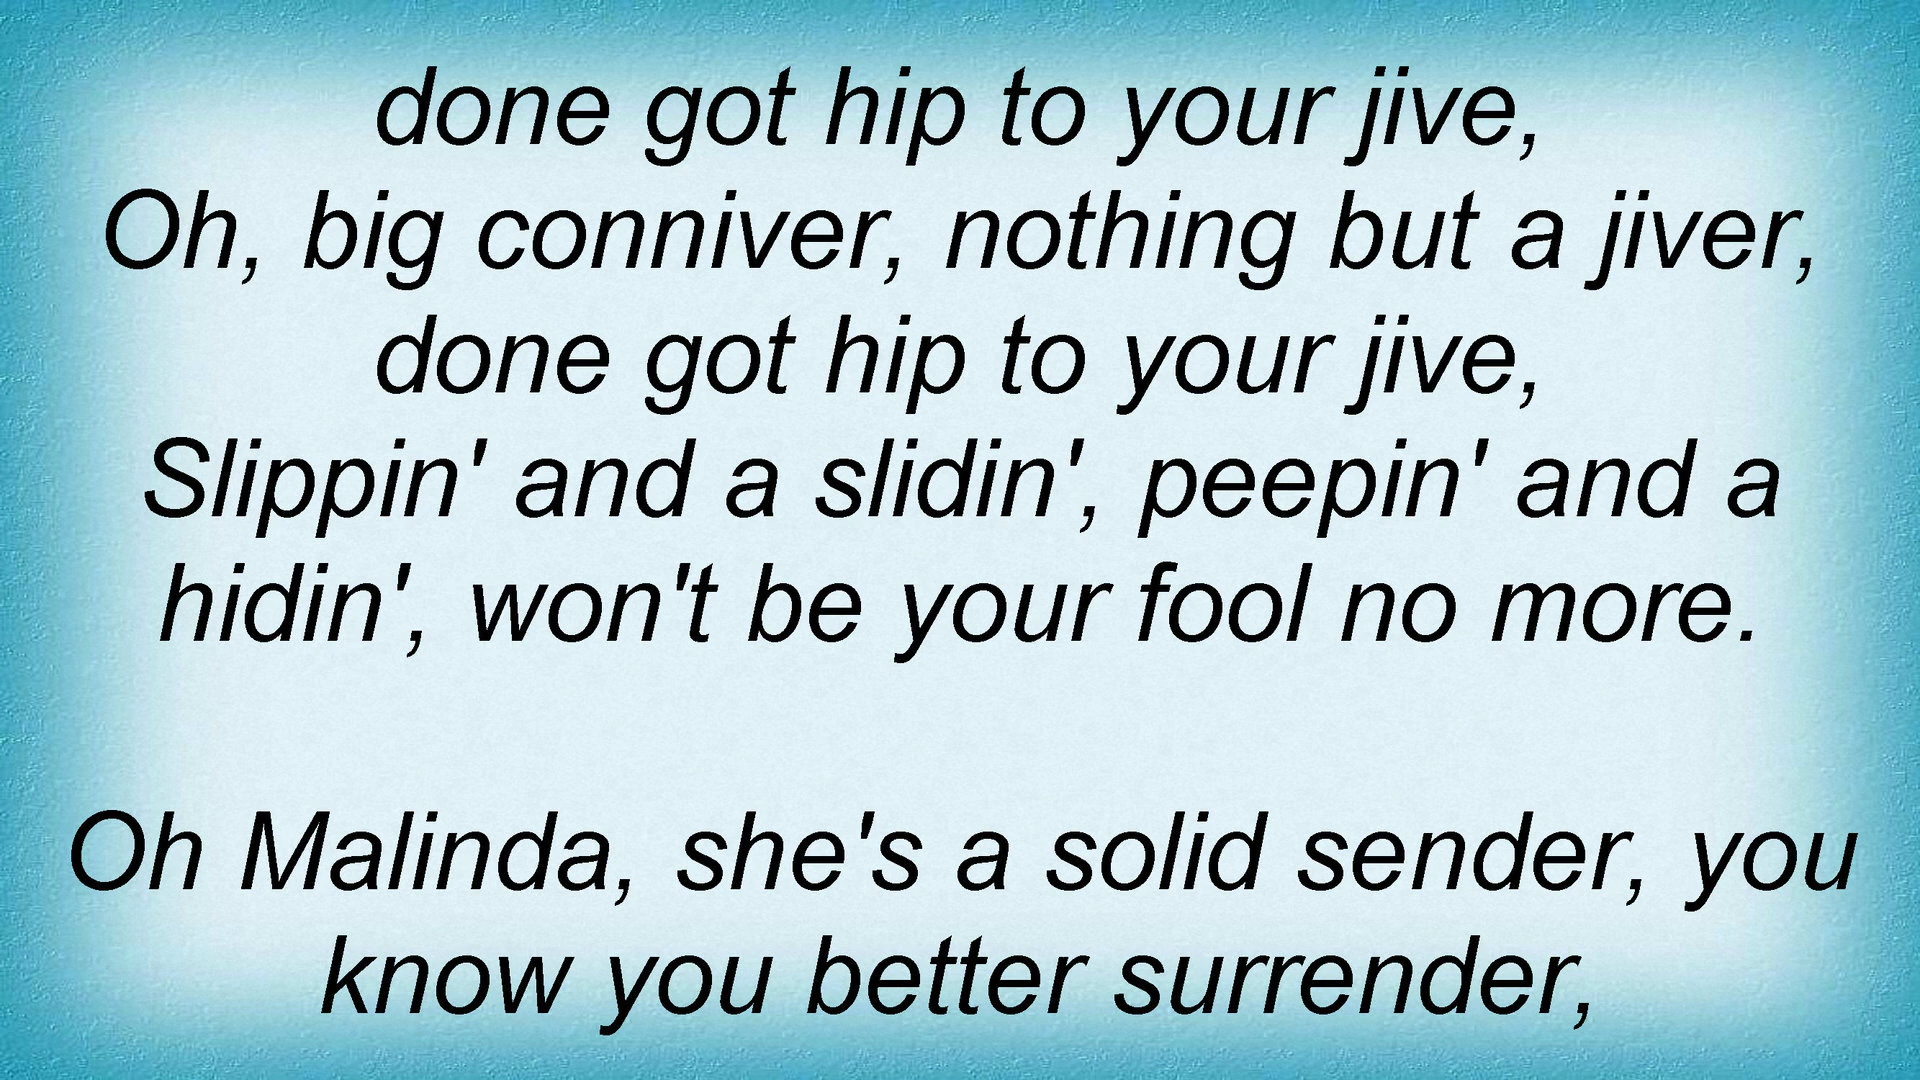 done got hip to your jive,
Oh, big conniver, nothing but a jiver,
done got hip to your jive,
Slippin' and a slidin', peepin' and a
hidin', won't be your fool no more.
Oh Malinda, she's a solid sender, you
know you better surrender,